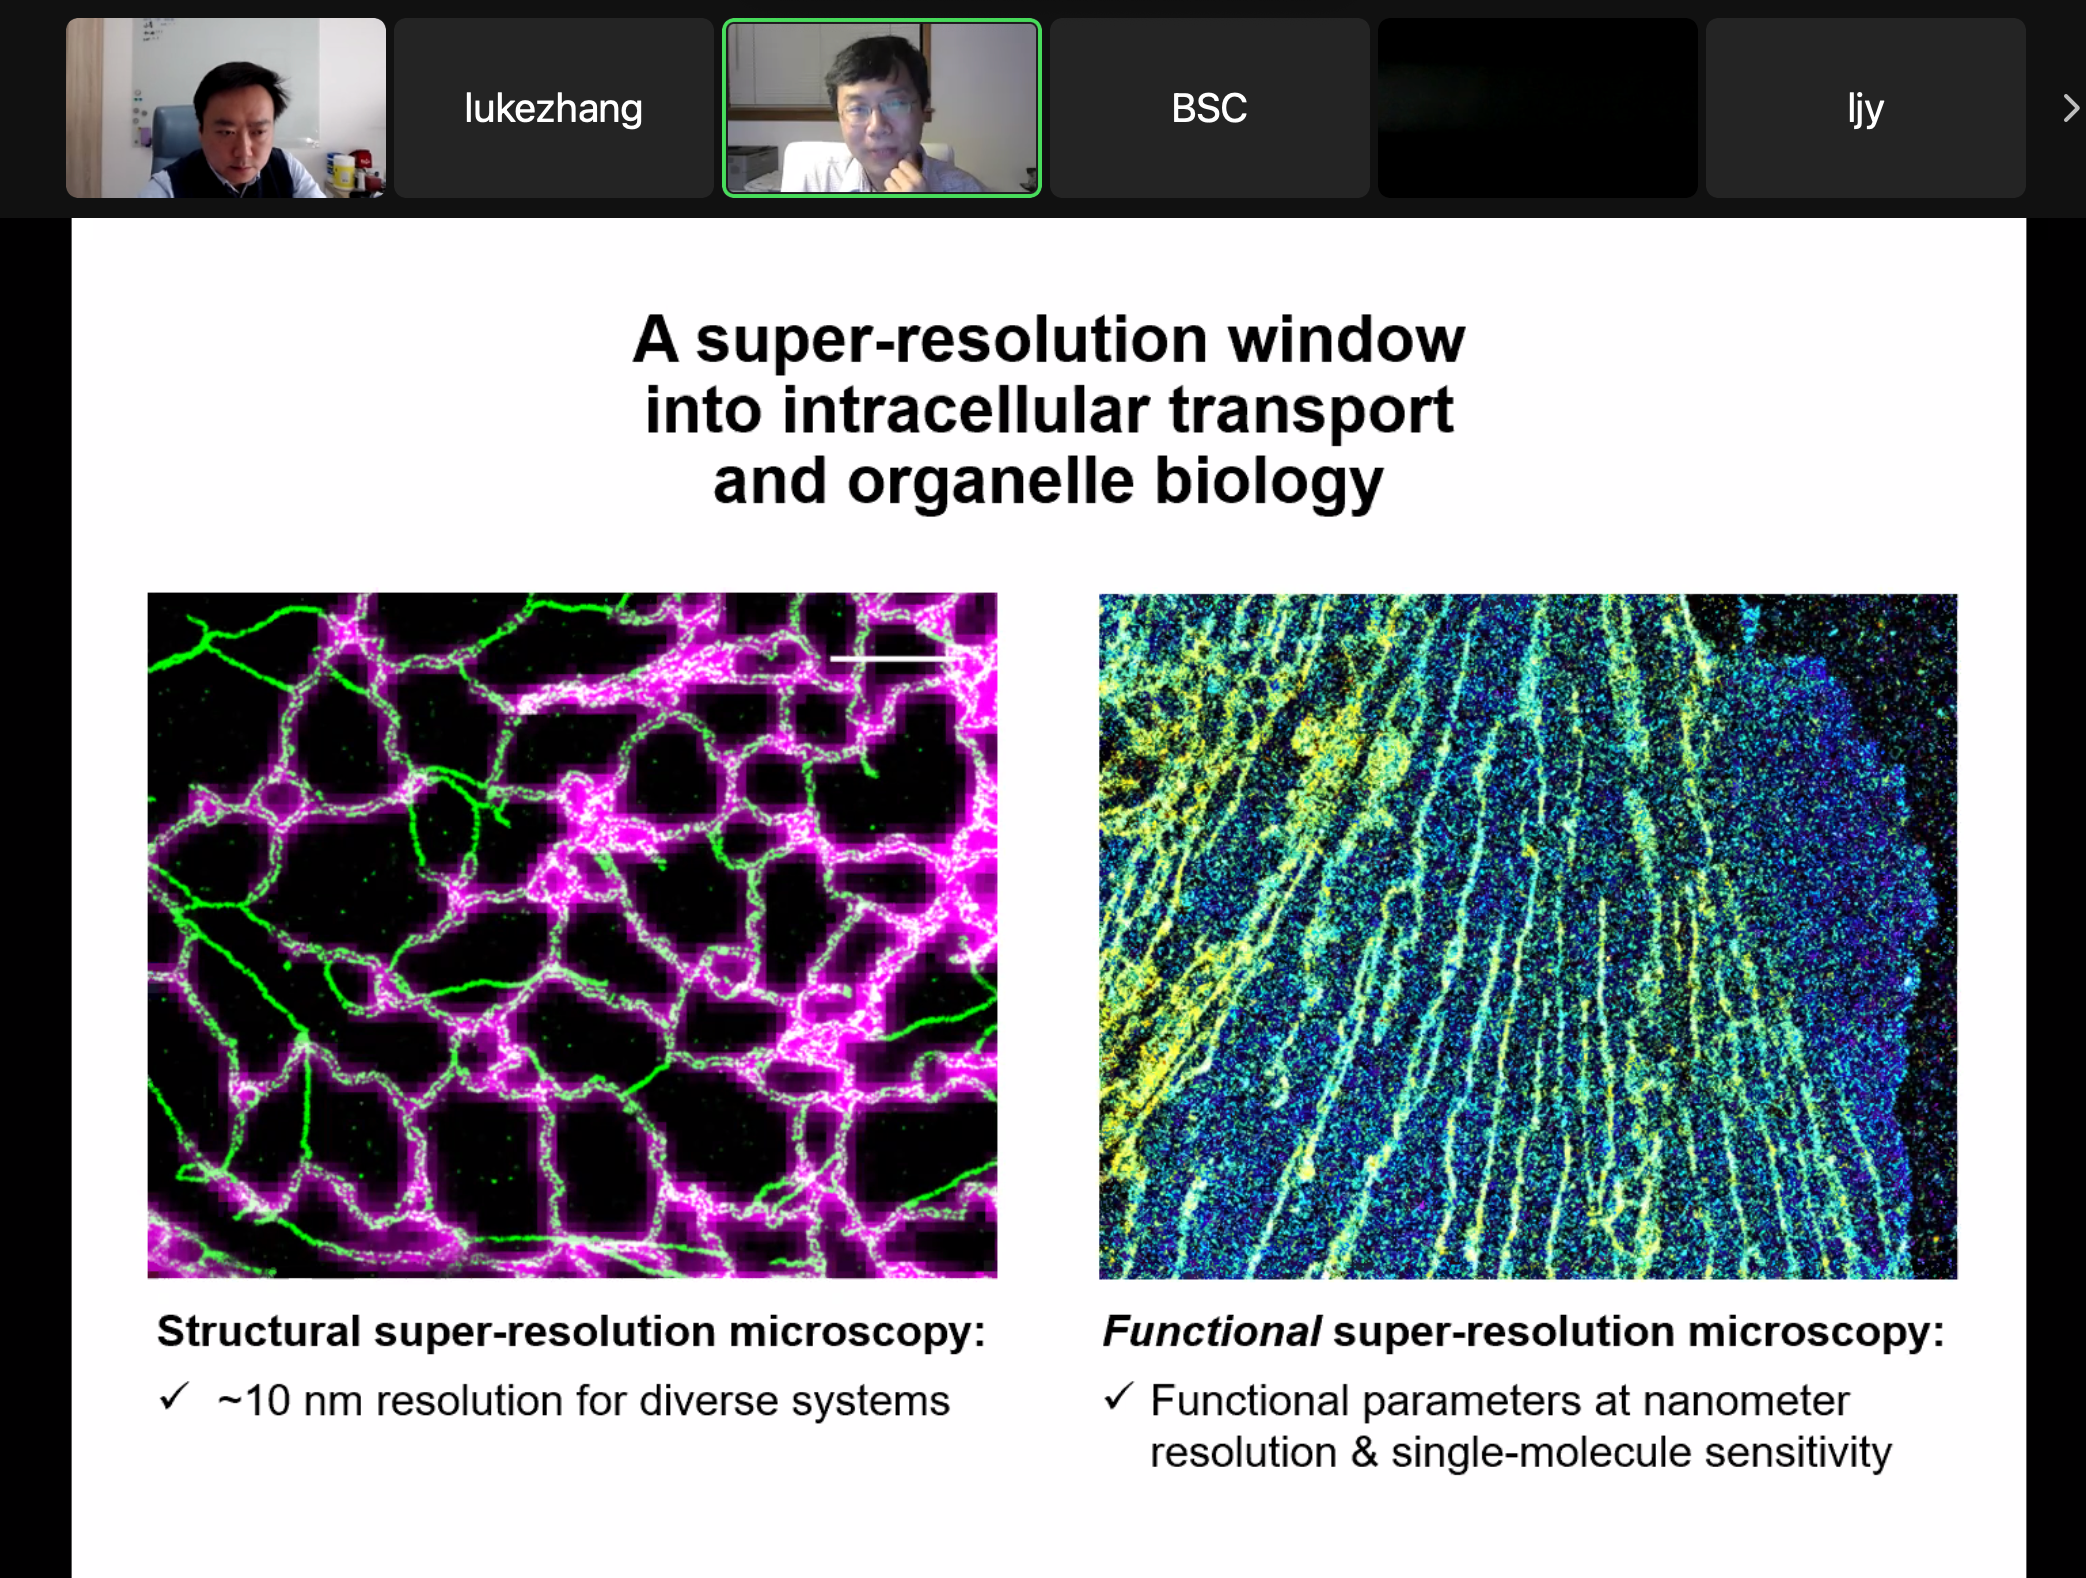 lukezhang
BSC
ljy
A super-resolution window
into intracellular transport
and organelle biology
Structural super-resolution microscopy:
✓ ~10 nm resolution for diverse systems
Functional super-resolution microscopy:
✓ Functional parameters at nanometer
resolution & single-molecule sensitivity